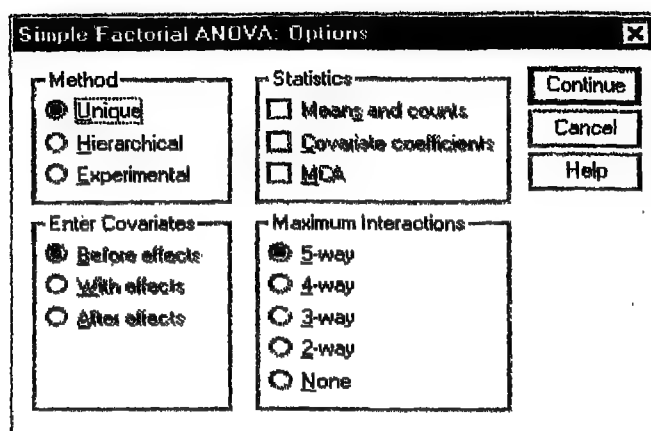 Simple Factorial ANOVA: Options
Method
Unique
Hierarchical
Experimental
Statistics
Means and counts
Covariate coefficients
MCA
Continue
Cancel
Help
Enter Covariates
Before effects
With effects
After effects
Maximum Interactions
5-way
4-way
3-way
2-way
None